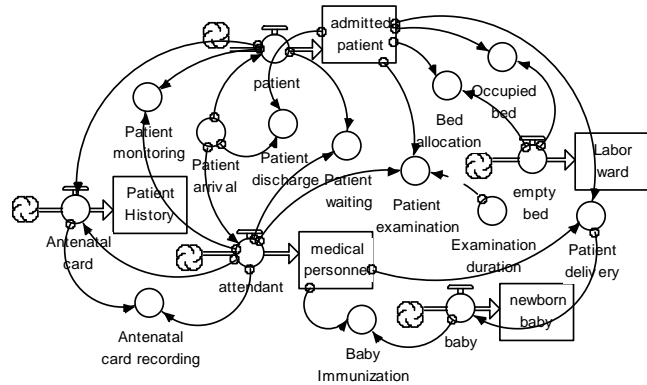 admitted
patient
patient
Occupied
bed
Bed
allocation
Patient
monitoring
Patient
arrival
Patient
discharge
Patient
waiting
Labor
ward
empty
bed
Patient
History
Patient
examination
Antenatal
card
Examination
duration
Patient
delivery
medical
personnel
attendant
newborn
baby
baby
Antenatal
card recording
Baby
Immunization